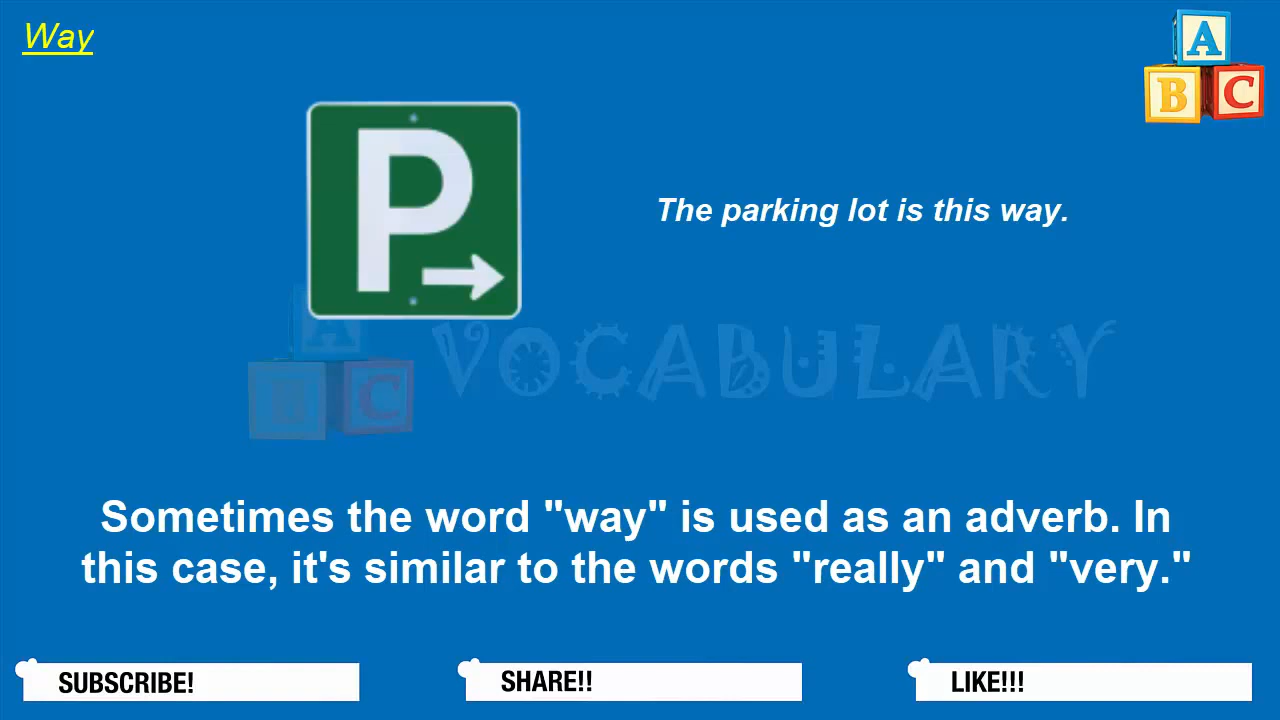 Way
A
B C
P
The parking lot is this way.
A
VOCABULARY
B C
Sometimes the word "way" is used as an adverb. In
this case, it's similar to the words "really" and "very."
SUBSCRIBE!
SHARE!!
LIKE!!!